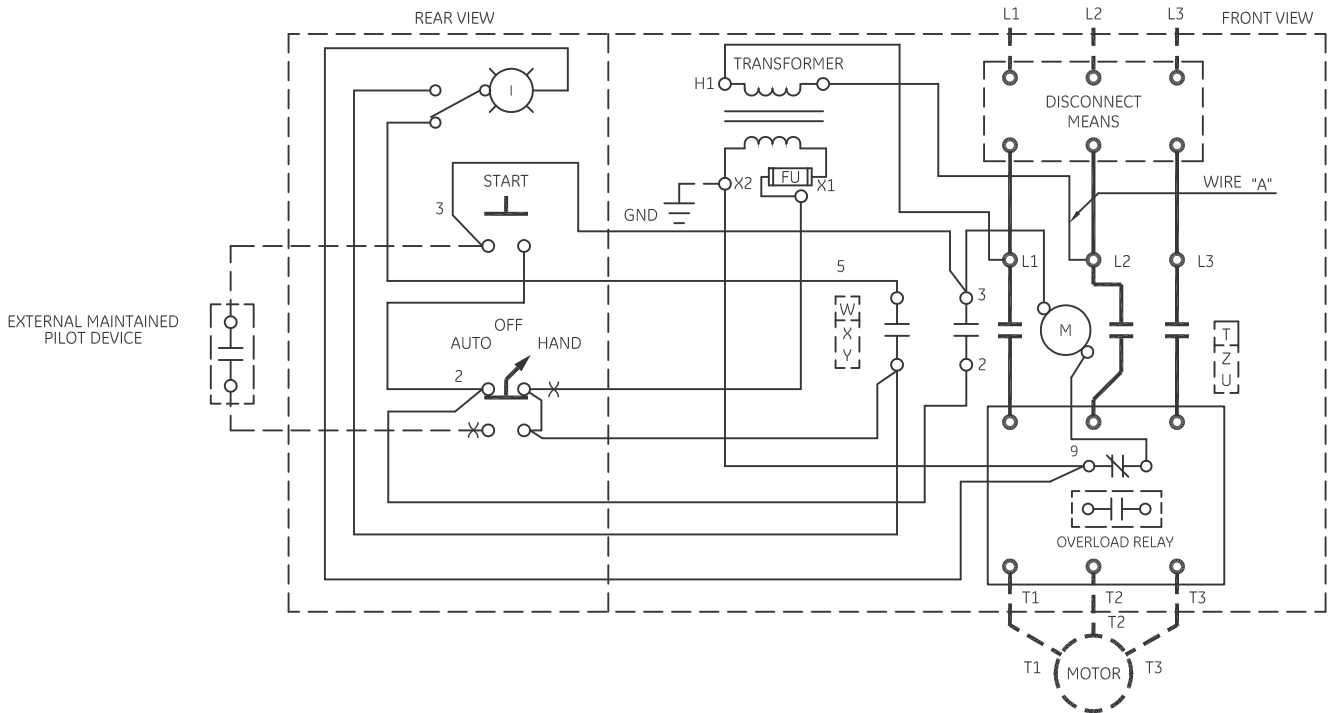 REAR VIEW
L1
L2
L3
FRONT VIEW
TRANSFORMER
H1
I
DISCONNECT
MEANS
START
FU
X2
X1
WIRE "A"
3
GND
5
L1
L2
L3
EXTERNAL MAINTAINED
PILOT DEVICE
3
W
X
Y
M
T
Z
U
OFF
AUTO
HAND
2
2
9
OVERLOAD RELAY
T1
T2
T3
T2
T1
MOTOR
T3